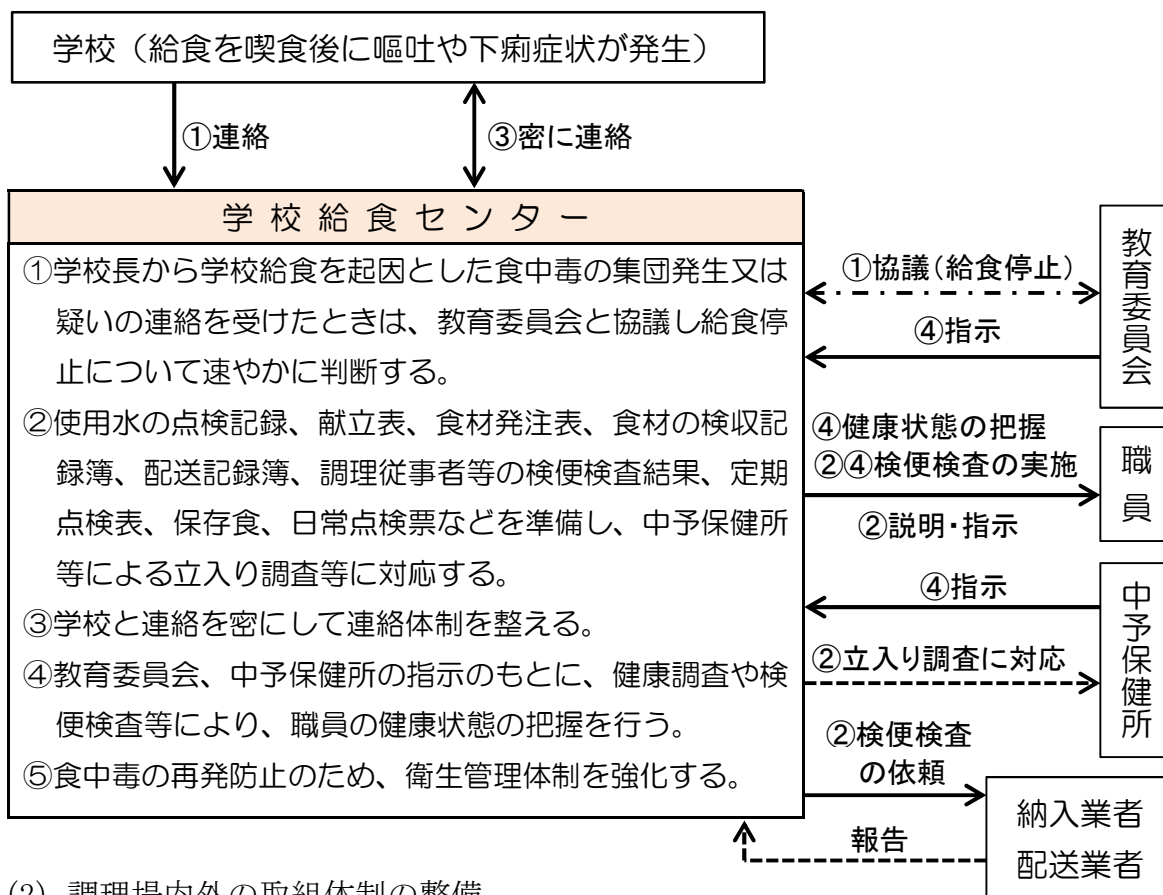 学校（給食を喫食後に嘔吐や下痢症状が発生）
①連絡
③密に連絡
学校給食センター
①学校長から学校給食を起因とした食中毒の集団発生又は
疑いの連絡を受けたときは、教育委員会と協議し給食停
止について速やかに判断する。
②使用水の点検記録、献立表、食材発注表、食材の検収記
録簿、配送記録簿、調理従事者等の検便検査結果、定期
点検表、保存食、日常点検票などを準備し、中予保健所
等による立入り調査等に対応する。
③学校と連絡を密にして連絡体制を整える。
④教育委員会、中予保健所の指示のもとに、健康調査や検
便検査等により、職員の健康状態の把握を行う。
⑤食中毒の再発防止のため、衛生管理体制を強化する。
①協議（給食停止）
④指示
教育委員会
④健康状態の把握
②④検便検査の実施
②説明・指示
職員
④指示
②立入り調査に対応
中予保健所
②検便検査
の依頼
報告
納入業者
配送業者
(2) 調理場内外の取組体制の整備